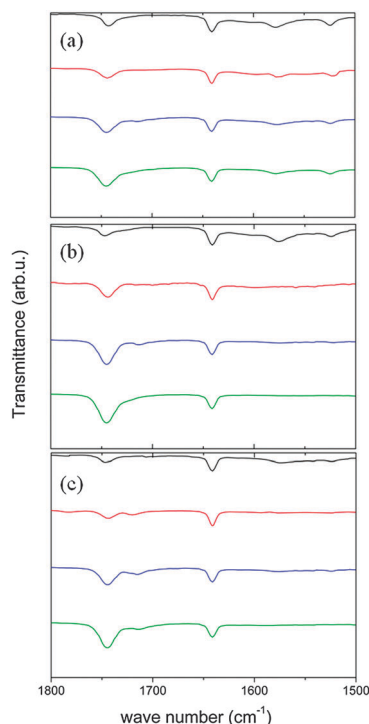 (a)
(b)
(c)
Transmittance (arb.u.)
1800 1700 1600 1500
wave number (cm⁻¹)